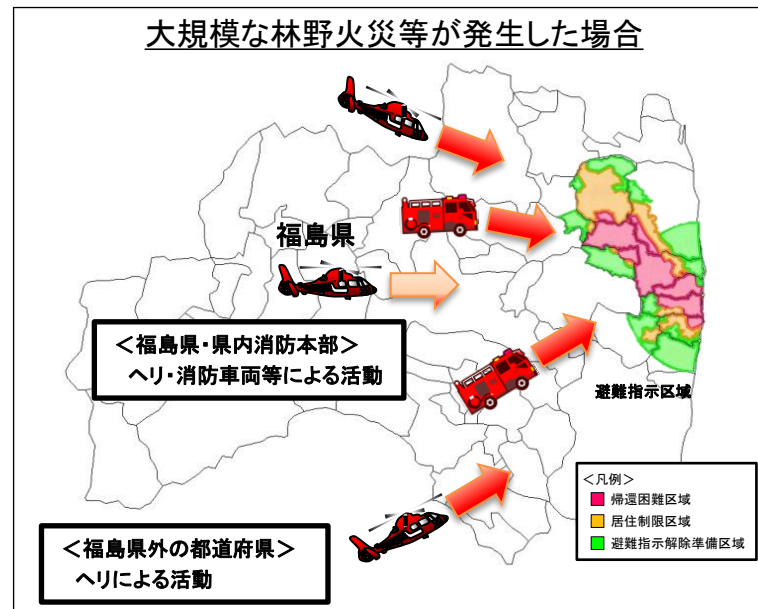 大規模な林野火災等が発生した場合
福島県
＜福島県・県内消防本部＞
ヘリ・消防車両等による活動
避難指示区域
＜凡例＞
帰還困難区域
居住制限区域
避難指示解除準備区域
＜福島県外の都道府県＞
ヘリによる活動